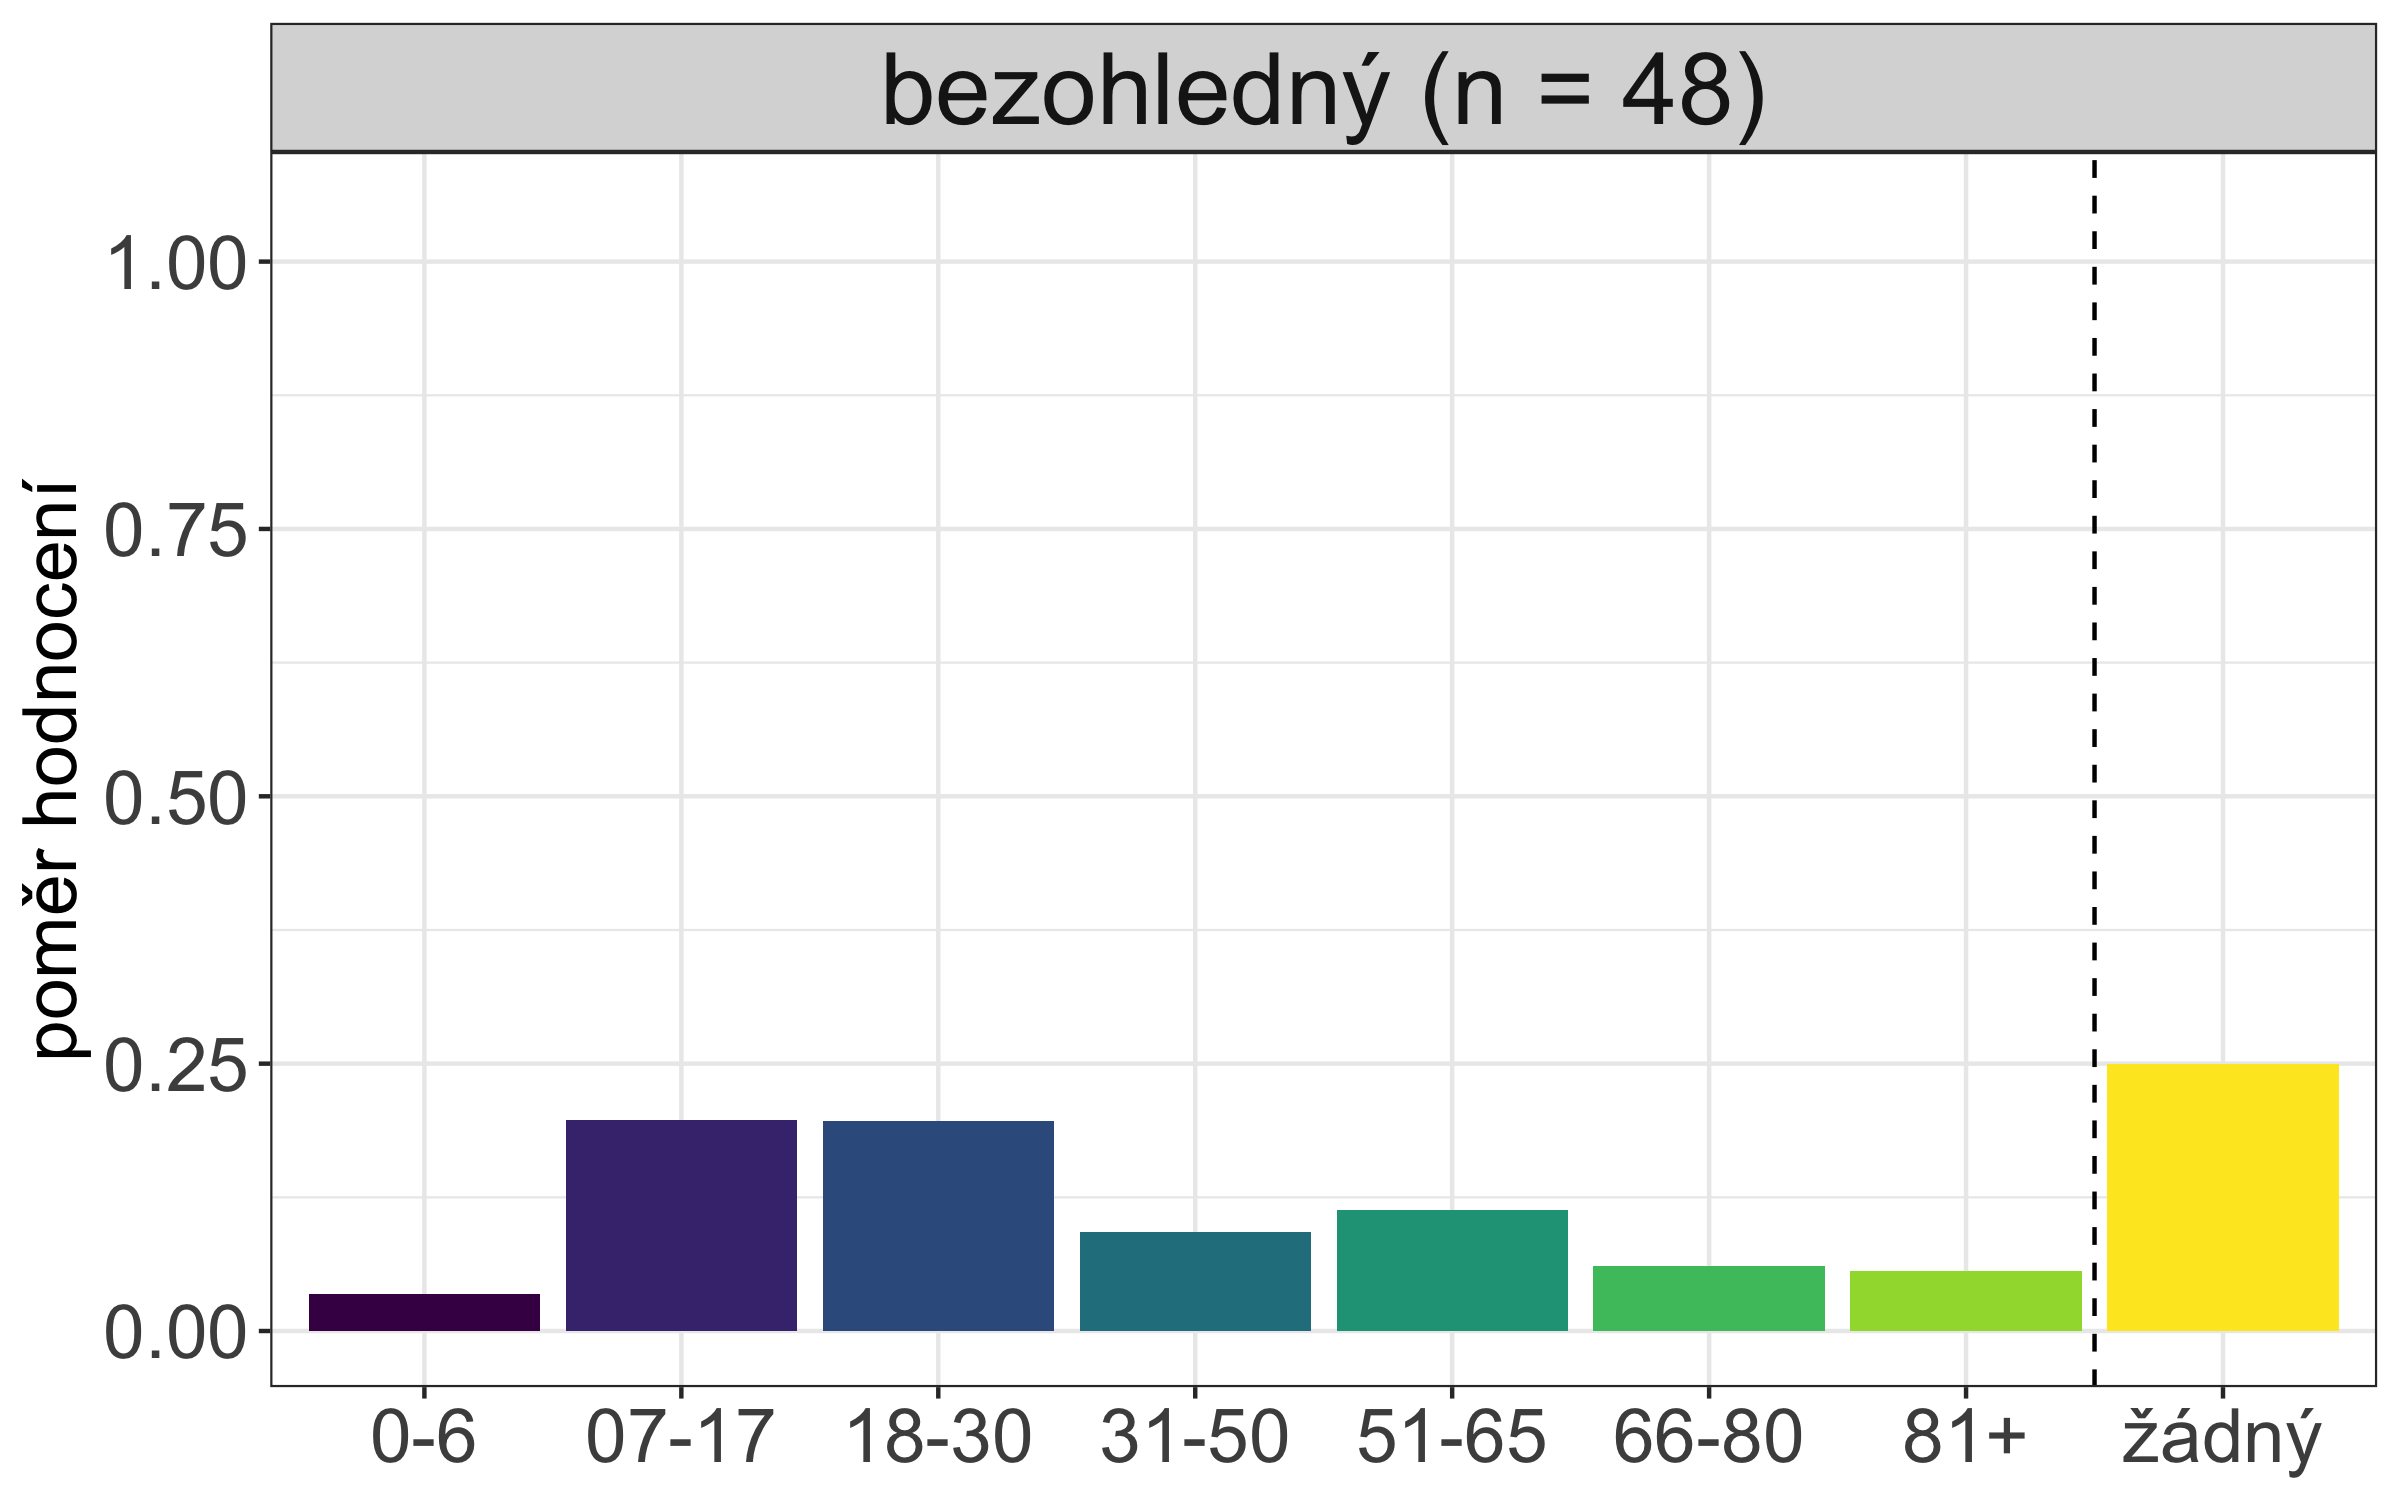 bezohledný (n = 48)
poměr hodnocení
1.00
0.75
0.50
0.25
0.00
0-6 07-17 18-30 31-50 51-65 66-80 81+ žádný